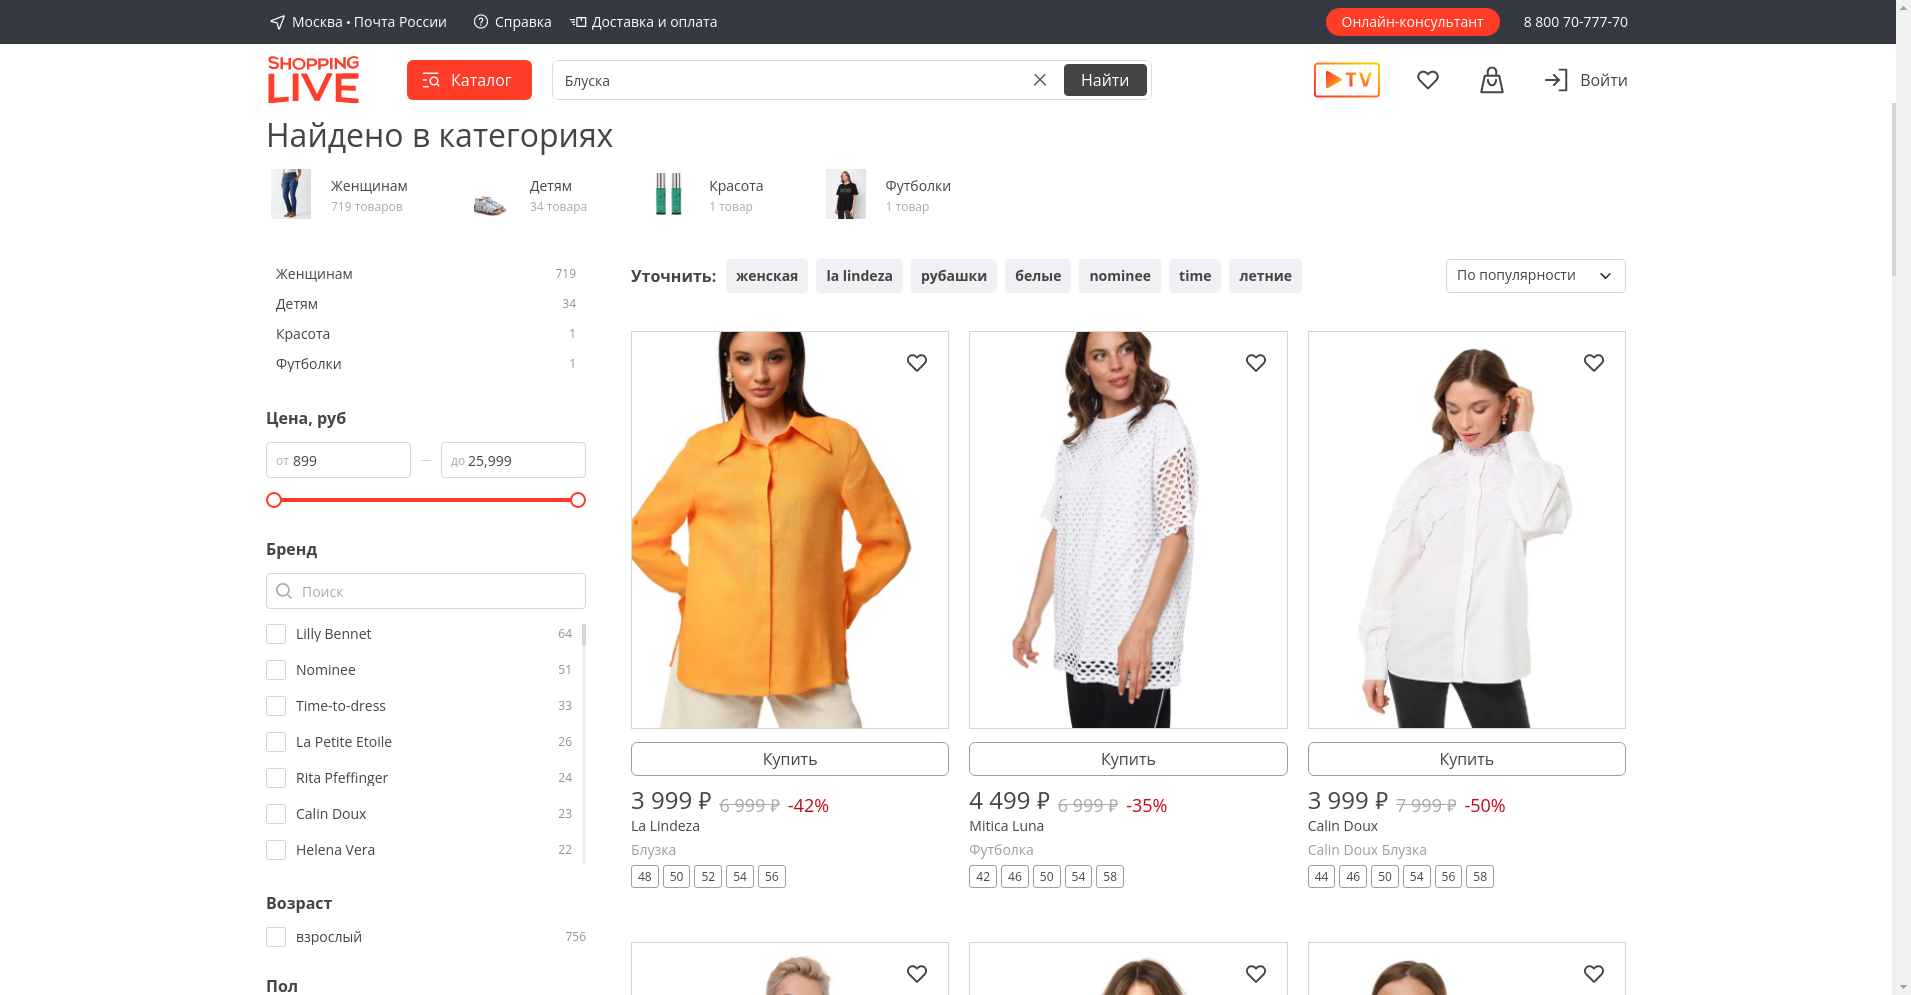 Москва • Почта России
Справка
Доставка и оплата
Онлайн-консультант
8 800 70-777-70
SHOPPING
LIVE
Каталог
Блуска
Найти
TV
Войти
Найдено в категориях
Женщинам
719 товаров
Детям
34 товара
Красота
1 товар
Футболки
1 товар
Женщинам 719
Детям 34
Красота 1
Футболки 1
Цена, руб
от 899 — до 25,999
Бренд
Поиск
Lilly Bennet 64
Nominee 51
Time-to-dress 33
La Petite Etoile 26
Rita Pfeffinger 24
Calin Doux 23
Helena Vera 22
Возраст
взрослый 756
Пол
Уточнить: женская la lindeza рубашки белые nominee time летние
По популярности
Купить
3 999 ₽ 6 999 ₽ -42%
La Lindeza
Блузка
48 50 52 54 56
Купить
4 499 ₽ 6 999 ₽ -35%
Mitica Luna
Футболка
42 46 50 54 58
Купить
3 999 ₽ 7 999 ₽ -50%
Calin Doux
Calin Doux Блузка
44 46 50 54 56 58